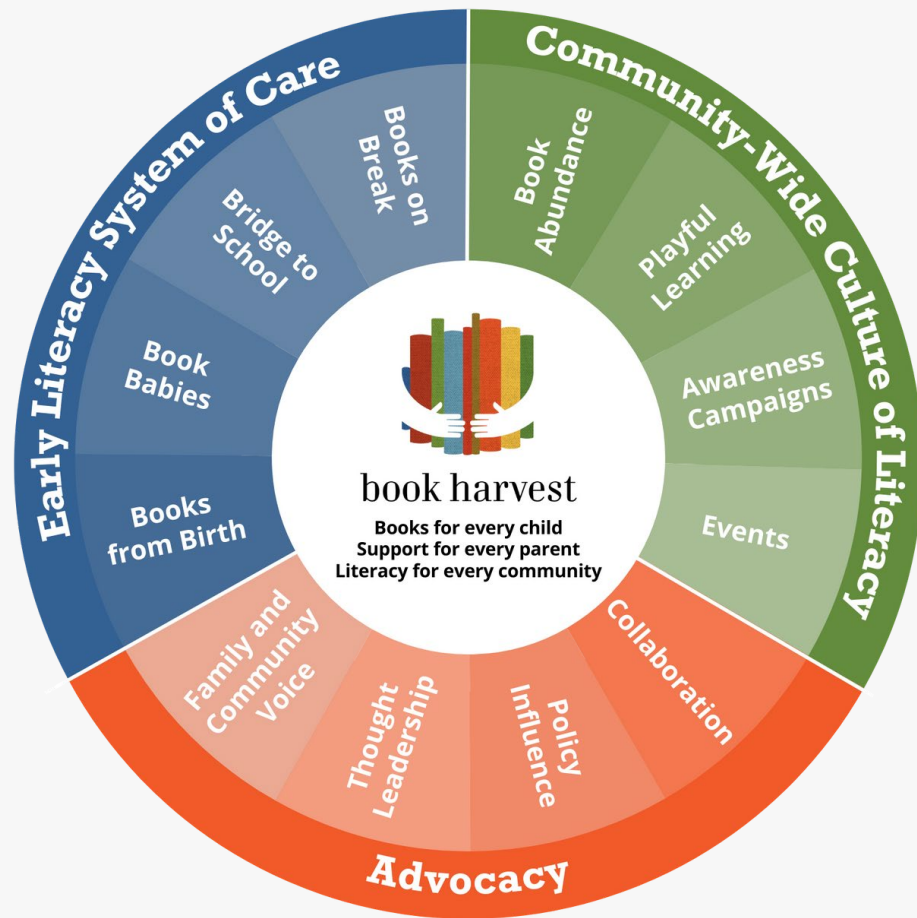 Early Literacy System of Care
Books on
Break
Bridge to
School
Book
Babies
Books
from Birth
Community-Wide Culture of Literacy
Book
Abundance
Playful
Learning
Awareness
Campaigns
Events
book harvest
Books for every child
Support for every parent
Literacy for every community
Family and
Community
Voice
Thought
Leadership
Policy
Influence
Collaboration
Advocacy